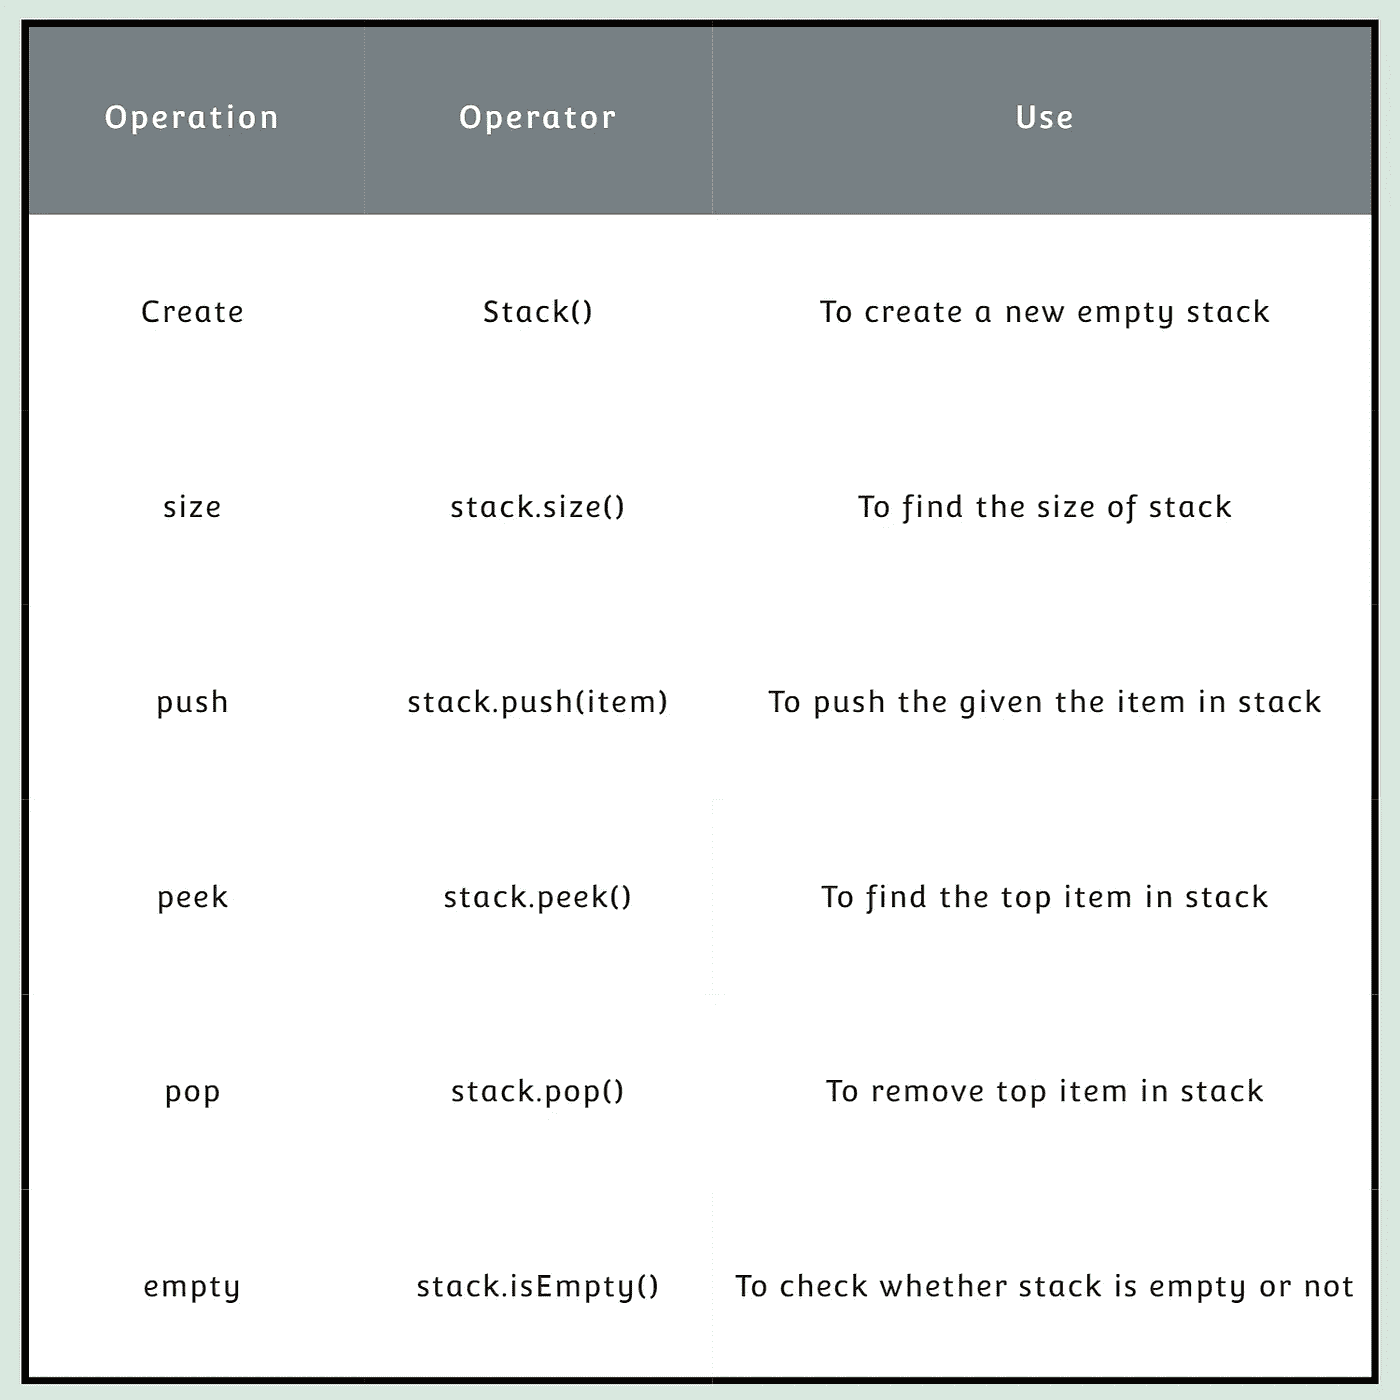 Operation Operator Use
Create Stack() To create a new empty stack
size stack.size() To find the size of stack
push stack.push(item) To push the given the item in stack
peek stack.peek() To find the top item in stack
pop stack.pop() To remove top item in stack
empty stack.isEmpty() To check whether stack is empty or not